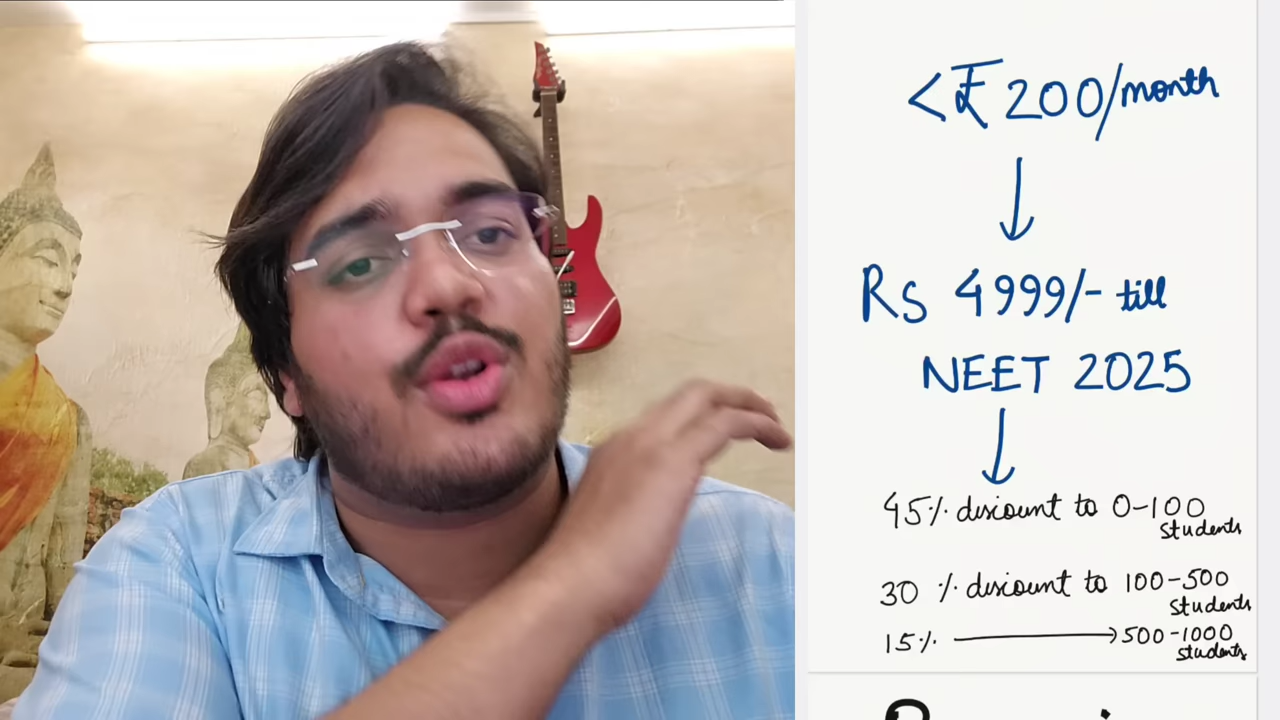 <₹200/month
Rs 4999/- till
NEET 2025
45% discount to 0-100
Students
30 % discount to 100-500
Students
15% → 500-1000
Students